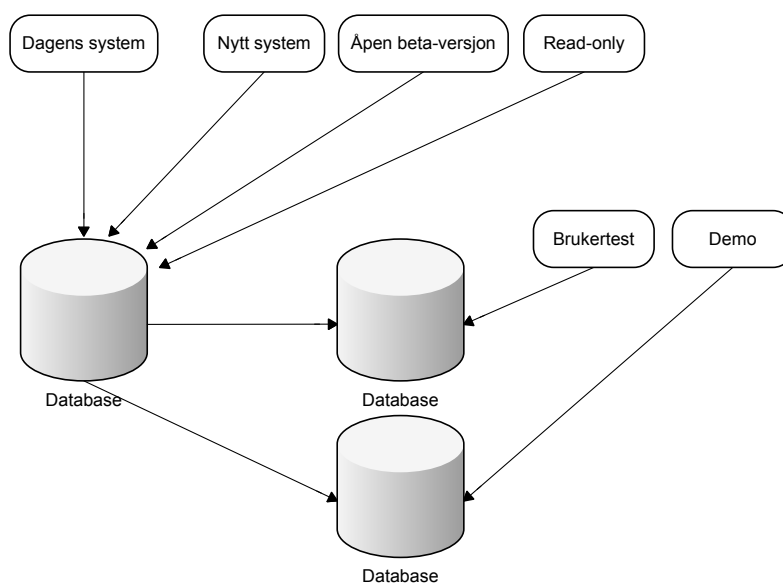 Dagens system
Nytt system
Åpen beta-versjon
Read-only
Brukertest
Demo
Database
Database
Database